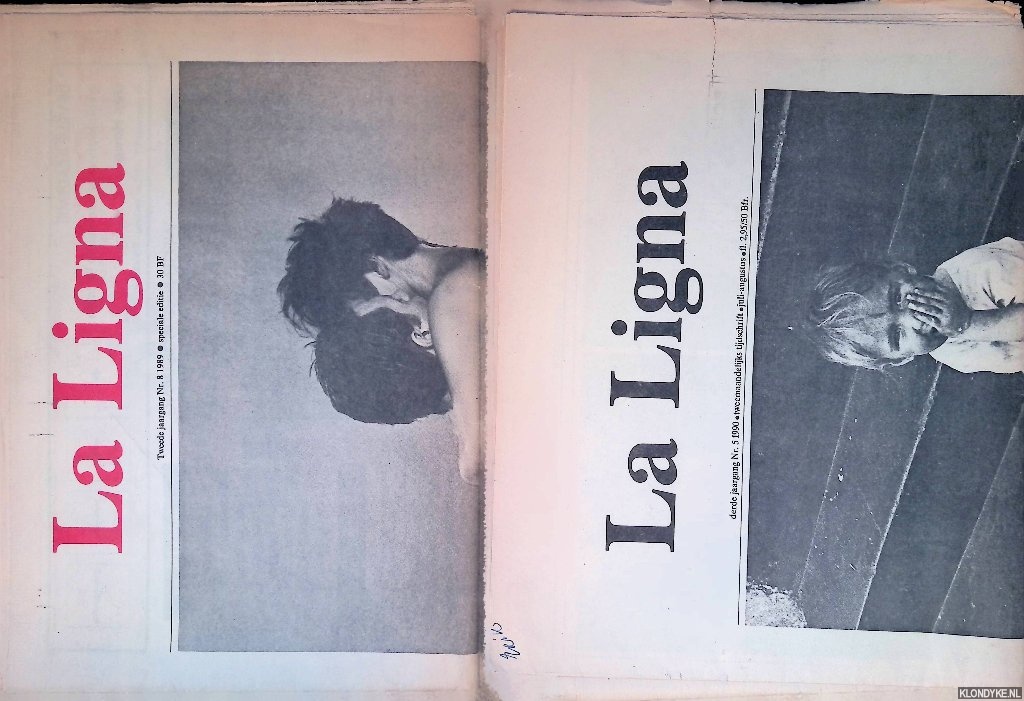 La Ligna
Tweede jaargang Nr. 8 1989 ● speciale editie ● 30 BF
La Ligna
derde jaargang Nr. 5 1990 ●tweemaandelijks tijdschrift●juli-augustus●fl. 2,95/50 Bfr.
KLONDYKE.NL